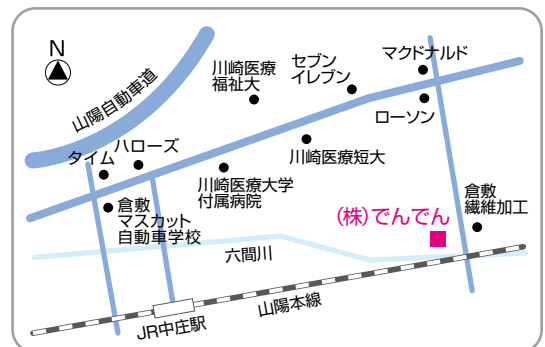 N
山陽自動車道
川崎医療
福祉大
セブン
イレブン
マクドナルド
ローソン
タイム
ハローズ
川崎医療短大
川崎医療大学
付属病院
倉敷
マスカット
自動車学校
倉敷
繊維加工
(株)でんでん
六間川
JR中庄駅
山陽本線